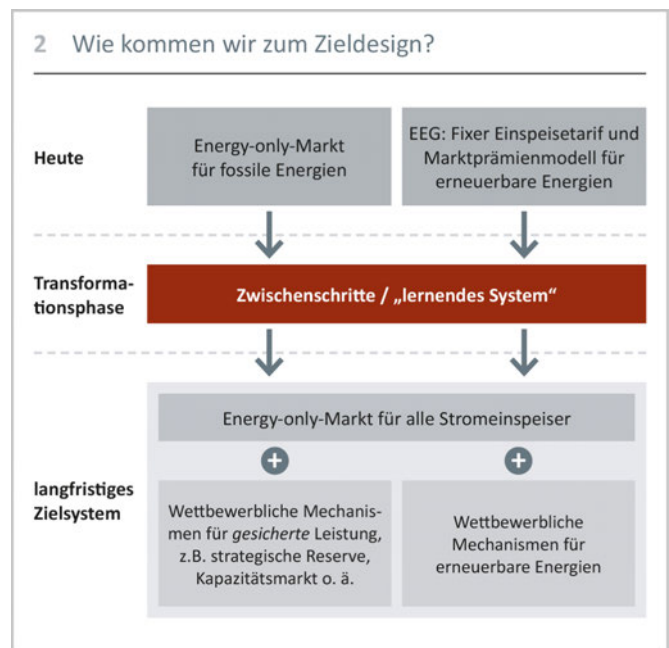 2 Wie kommen wir zum Zieldesign?
Heute
Energy-only-Markt
für fossile Energien
EEG: Fixer Einspeisetarif und
Marktprämienmodell für
erneuerbare Energien
Transforma-
tionsphase
Zwischenschritte / „lernendes System“
langfristiges
Zielsystem
Energy-only-Markt für alle Stromeinspeiser
+
+
Wettbewerbliche Mechanis-
men für gesicherte Leistung,
z.B. strategische Reserve,
Kapazitätsmarkt o. ä.
Wettbewerbliche
Mechanismen für
erneuerbare Energien